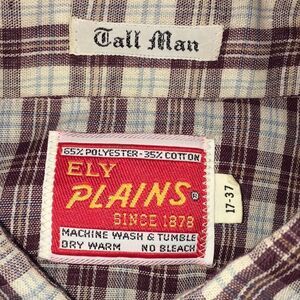 Tall Man
65% POLYESTER-35% COTTON
ELY
PLAINS®
SINCE 1878
MACHINE WASH & TUMBLE
DRY WARM NO BLEACH
17-37